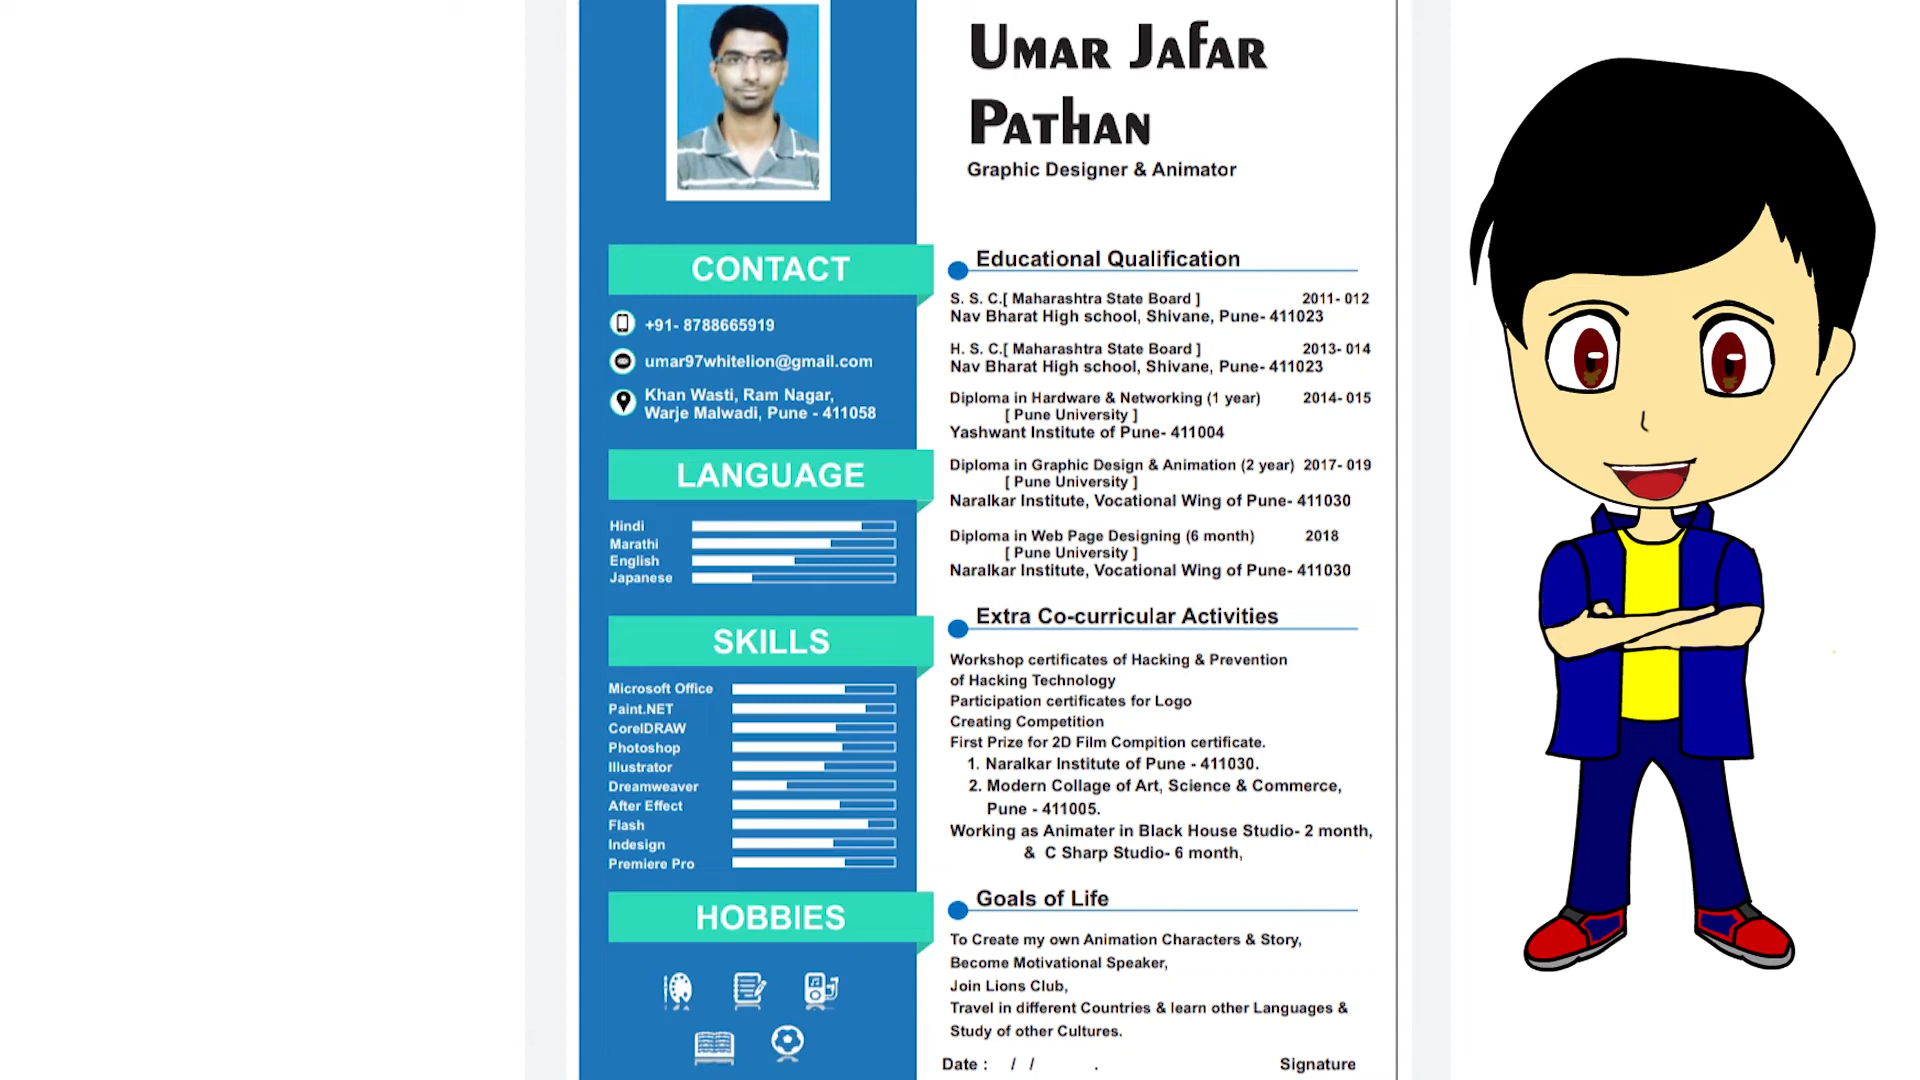 Umar Jafar
Pathan
Graphic Designer & Animator
CONTACT
+91- 8788665919
umar97whitelion@gmail.com
Khan Wasti, Ram Nagar,
Warje Malwadi, Pune - 411058
LANGUAGE
Hindi
Marathi
English
Japanese
SKILLS
Microsoft Office
Paint.NET
CorelDRAW
Photoshop
Illustrator
Dreamweaver
After Effect
Flash
Indesign
Premiere Pro
HOBBIES
Educational Qualification
S. S. C.[ Maharashtra State Board ] 2011- 012
Nav Bharat High school, Shivane, Pune- 411023
H. S. C.[ Maharashtra State Board ] 2013- 014
Nav Bharat High school, Shivane, Pune- 411023
Diploma in Hardware & Networking (1 year) 2014- 015
[ Pune University ]
Yashwant Institute of Pune- 411004
Diploma in Graphic Design & Animation (2 year) 2017- 019
[ Pune University ]
Naralkar Institute, Vocational Wing of Pune- 411030
Diploma in Web Page Designing (6 month) 2018
[ Pune University ]
Naralkar Institute, Vocational Wing of Pune- 411030
Extra Co-curricular Activities
Workshop certificates of Hacking & Prevention
of Hacking Technology
Participation certificates for Logo
Creating Competition
First Prize for 2D Film Compition certificate.
1. Naralkar Institute of Pune - 411030.
2. Modern Collage of Art, Science & Commerce,
Pune - 411005.
Working as Animater in Black House Studio- 2 month,
& C Sharp Studio- 6 month,
Goals of Life
To Create my own Animation Characters & Story,
Become Motivational Speaker,
Join Lions Club,
Travel in different Countries & learn other Languages &
Study of other Cultures.
Date : / / . Signature